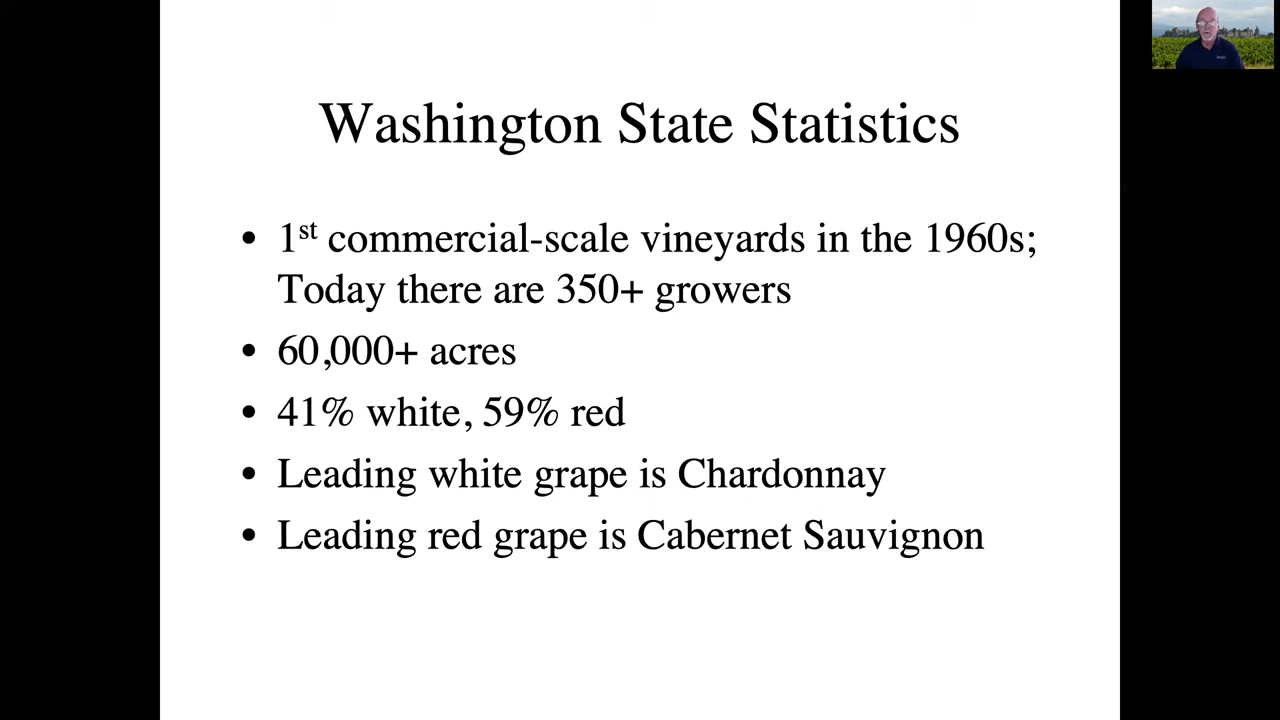 Washington State Statistics
• 1st commercial-scale vineyards in the 1960s;
Today there are 350+ growers
• 60,000+ acres
• 41% white, 59% red
• Leading white grape is Chardonnay
• Leading red grape is Cabernet Sauvignon